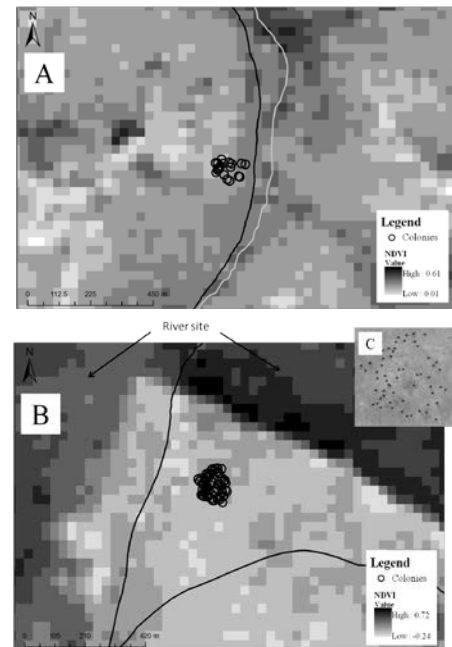 N
A
Legend
Colonies
NDVI
Value
High : 0.61
Low : 0.01
0 112.5 225 450 m
River site
N
B
C
Legend
Colonies
NDVI
Value
High : 0.72
Low : -0.24
0 105 210 420 m